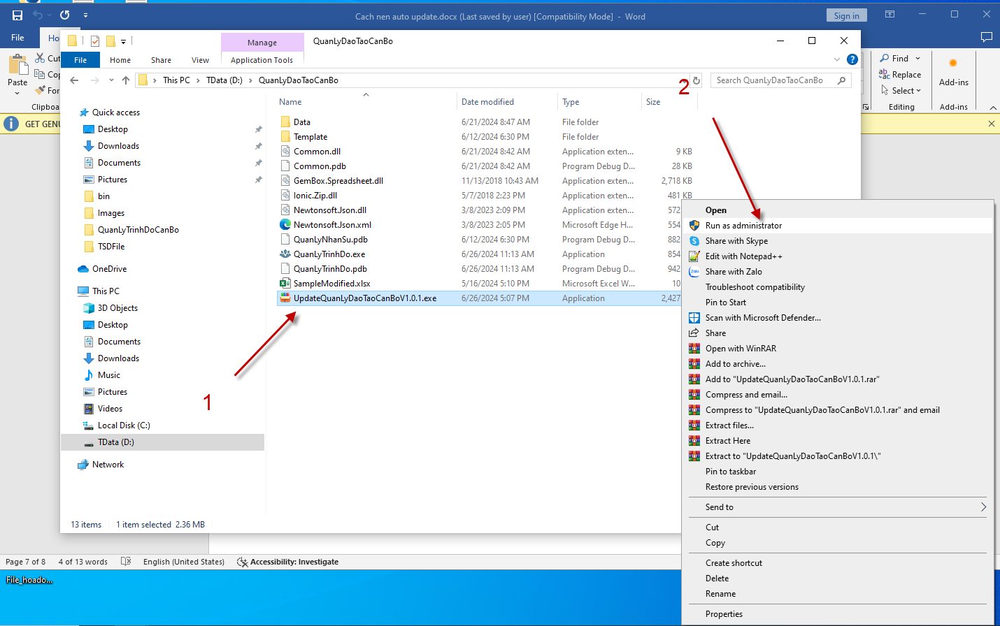 Cach nen auto update.docx (Last saved by user) [Compatibility Mode] - Word
Sign in
File
Ho
Cut
Cop
Paste
For
Clipboa
Find
Replace
Select
Editing
Add-ins
Add-ins
GET GENU
Manage
QuanLyDaoTaoCanBo
File
Home
Share
View
Application Tools
This PC > TData (D:) > QuanLyDaoTaoCanBo
2
Search QuanLyDaoTaoCanBo
Name Date modified Type Size
Data 6/21/2024 8:47 AM File folder
Template 6/12/2024 6:30 PM File folder
Common.dll 6/21/2024 8:42 AM Application exten... 9 KB
Common.pdb 6/21/2024 8:42 AM Program Debug D... 28 KB
GemBox.Spreadsheet.dll 11/13/2018 10:43 AM Application exten... 2,718 KB
Ionic.Zip.dll 5/7/2018 2:23 PM Application exten... 481 KB
Newtonsoft.Json.dll 3/8/2023 2:09 PM Application exten... 572
Newtonsoft.Json.xml 3/8/2023 2:05 PM Microsoft Edge H... 554
QuanLyNhanSu.pdb 6/12/2024 6:30 PM Program Debug D... 882
QuanLyTrinhDo.exe 6/26/2024 11:13 AM Application 854
QuanLyTrinhDo.pdb 6/26/2024 11:13 AM Program Debug D... 942
SampleModified.xlsx 5/16/2024 5:10 PM Microsoft Excel W... 10
UpdateQuanLyDaoTaoCanBoV1.0.1.exe 6/26/2024 5:07 PM Application 2,427
Quick access
Desktop
Downloads
Documents
Pictures
bin
Images
QuanLyTrinhDoCanBo
TSDFile
OneDrive
This PC
3D Objects
Desktop
Documents
Downloads
Music
Pictures
Videos
Local Disk (C:)
TData (D:)
Network
1
13 items 1 item selected 2.36 MB
Open
Run as administrator
Share with Skype
Edit with Notepad++
Zalo
Share with Zalo
Troubleshoot compatibility
Pin to Start
Scan with Microsoft Defender...
Share
Open with WinRAR
Add to archive...
Add to "UpdateQuanLyDaoTaoCanBoV1.0.1.rar"
Compress and email...
Compress to "UpdateQuanLyDaoTaoCanBoV1.0.1.rar" and email
Extract files...
Extract Here
Extract to "UpdateQuanLyDaoTaoCanBoV1.0.1\"
Pin to taskbar
Restore previous versions
Send to
Cut
Copy
Create shortcut
Delete
Rename
Properties
Page 7 of 8 4 of 13 words English (United States) Accessibility: Investigate
File_hoado...